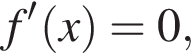 f′(x) = 0,